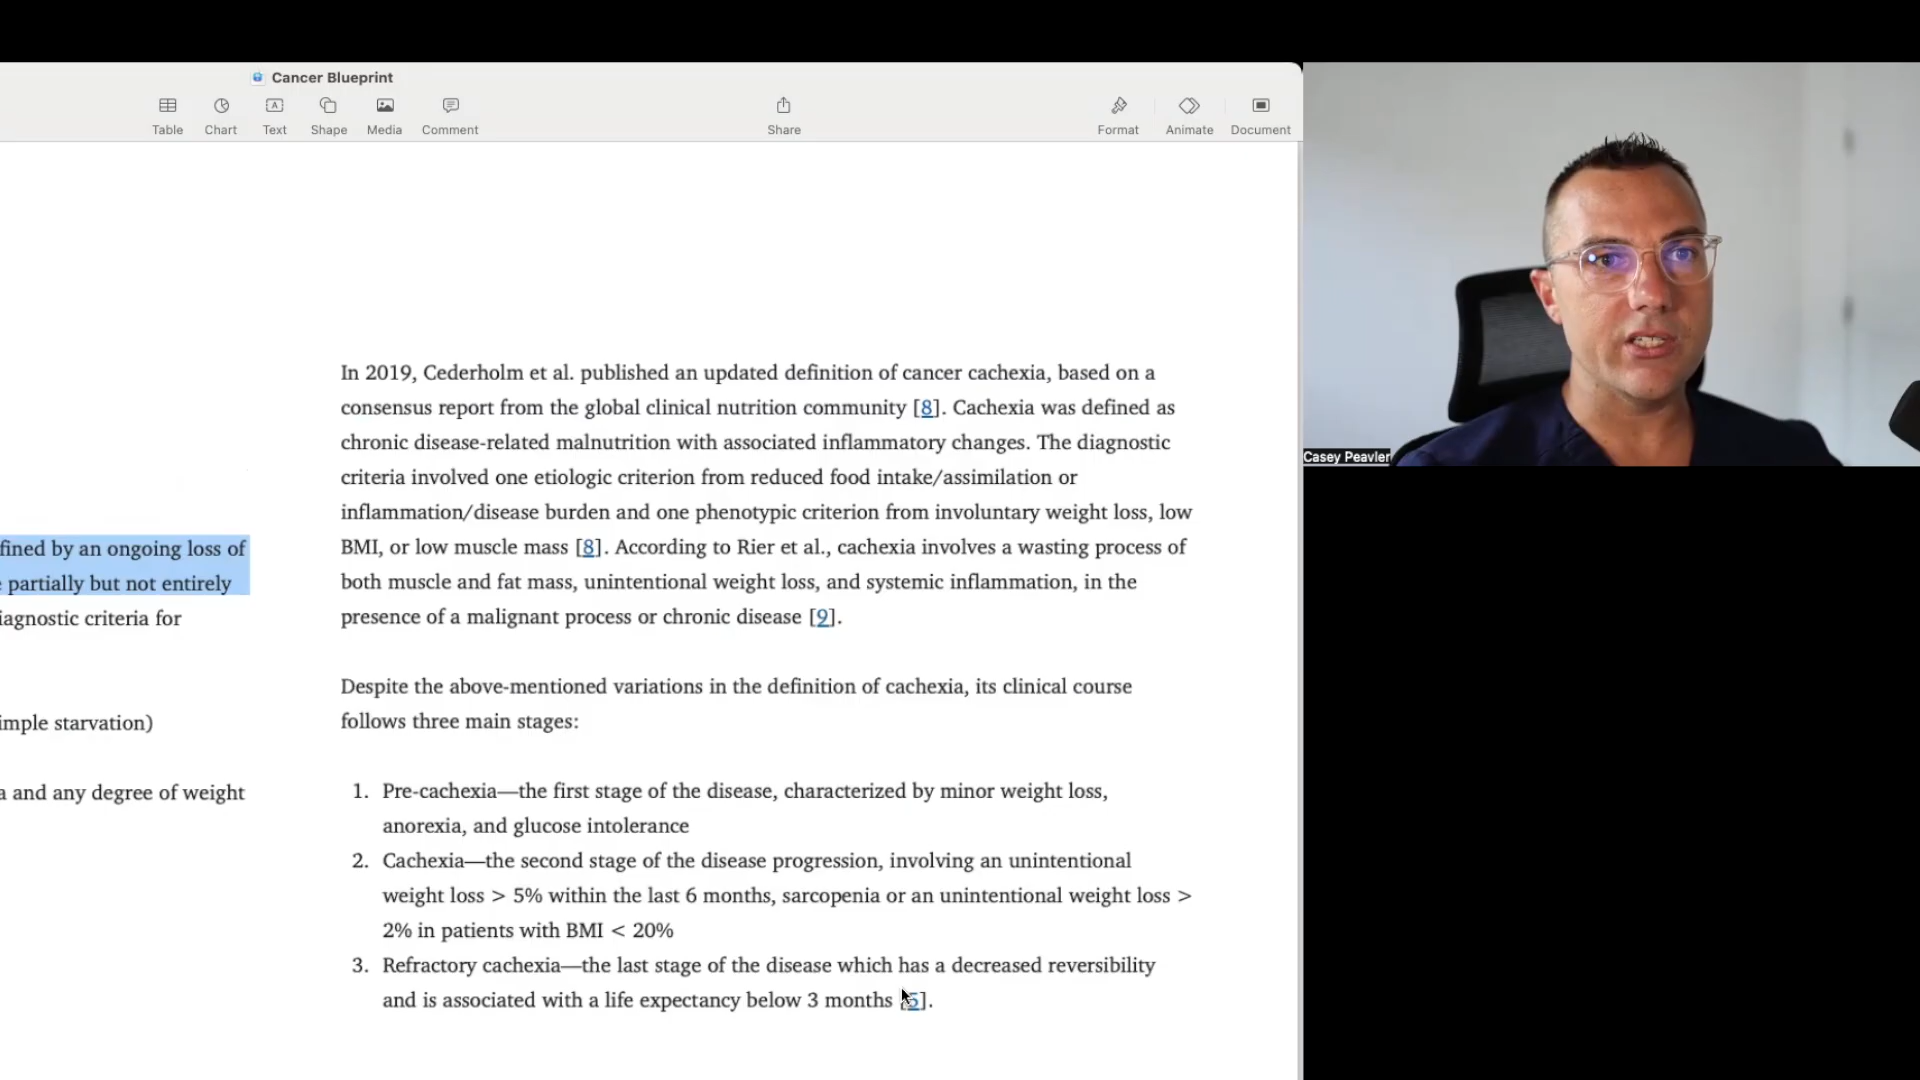 Cancer Blueprint
Table
Chart
Text
Shape
Media
Comment
Share
Format
Animate
Document
fined by an ongoing loss of
partially but not entirely
iagnostic criteria for
imple starvation)
a and any degree of weight
In 2019, Cederholm et al. published an updated definition of cancer cachexia, based on a
consensus report from the global clinical nutrition community [8]. Cachexia was defined as
chronic disease-related malnutrition with associated inflammatory changes. The diagnostic
criteria involved one etiologic criterion from reduced food intake/assimilation or
inflammation/disease burden and one phenotypic criterion from involuntary weight loss, low
BMI, or low muscle mass [8]. According to Rier et al., cachexia involves a wasting process of
both muscle and fat mass, unintentional weight loss, and systemic inflammation, in the
presence of a malignant process or chronic disease [9].
Despite the above-mentioned variations in the definition of cachexia, its clinical course
follows three main stages:
1. Pre-cachexia—the first stage of the disease, characterized by minor weight loss,
anorexia, and glucose intolerance
2. Cachexia—the second stage of the disease progression, involving an unintentional
weight loss > 5% within the last 6 months, sarcopenia or an unintentional weight loss >
2% in patients with BMI < 20%
3. Refractory cachexia—the last stage of the disease which has a decreased reversibility
and is associated with a life expectancy below 3 months [5].
Casey Peavler